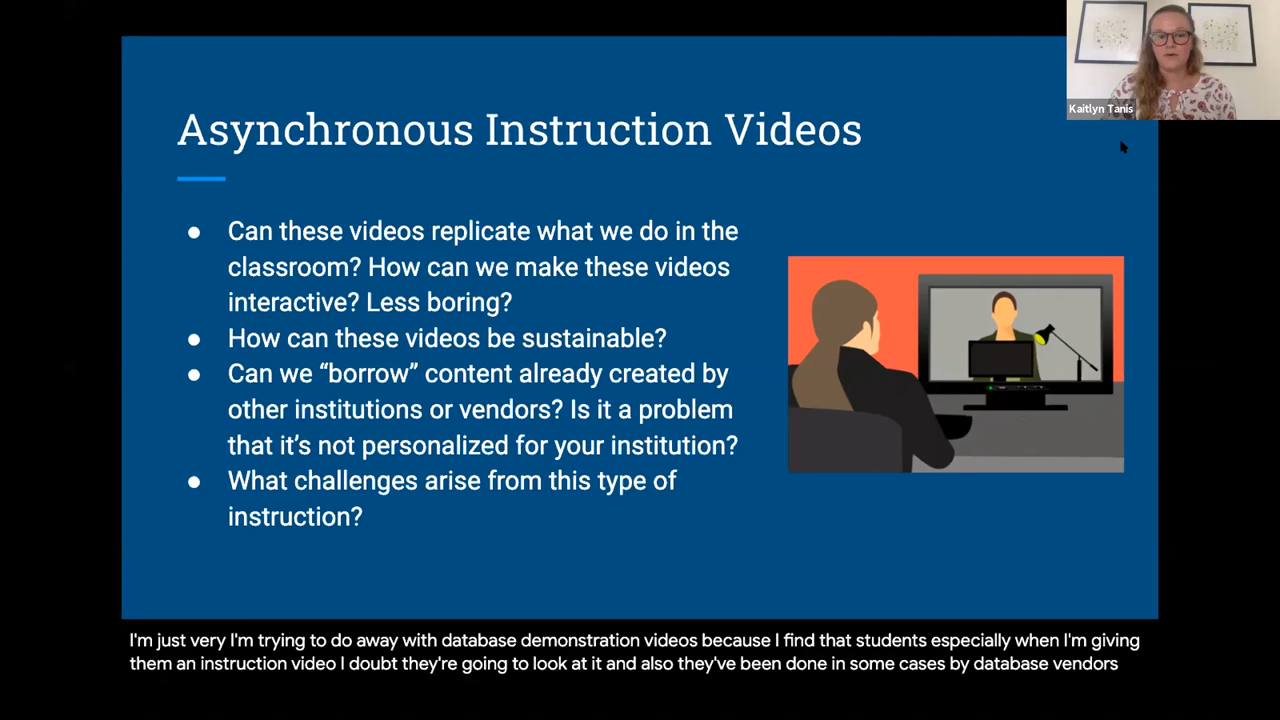 Kaitlyn Tanis
Asynchronous Instruction Videos
● Can these videos replicate what we do in the
classroom? How can we make these videos
interactive? Less boring?
● How can these videos be sustainable?
● Can we “borrow” content already created by
other institutions or vendors? Is it a problem
that it’s not personalized for your institution?
● What challenges arise from this type of
instruction?
I'm just very I'm trying to do away with database demonstration videos because I find that students especially when I'm giving
them an instruction video I doubt they're going to look at it and also they've been done in some cases by database vendors